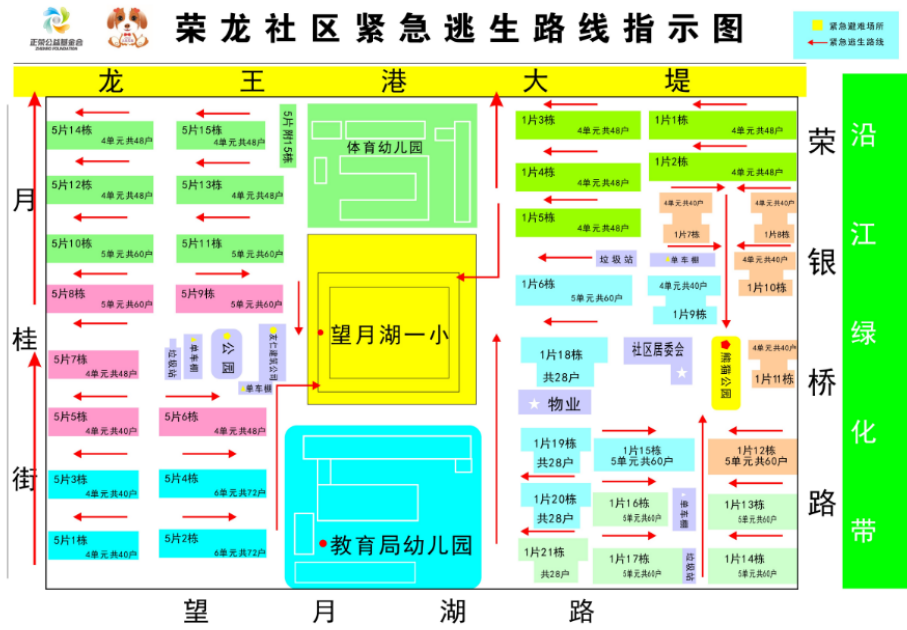 正荣公益基金会
ZHENRO FOUNDATION
荣龙社区紧急逃生路线指示图
紧急避难场所
紧急逃生路线
龙王港大堤
月桂街
荣银桥路
沿江绿化带
望月湖路
5片14栋
4单元共48户
5片15栋
4单元共48户
5片附15栋
5片12栋
4单元共48户
5片13栋
4单元共48户
5片10栋
5单元共60户
5片11栋
5单元共60户
5片8栋
5单元共60户
5片9栋
5单元共60户
5片7栋
4单元共48户
垃圾站
单车棚
公园
友仁建筑公司
单车棚
5片5栋
4单元共40户
5片6栋
4单元共48户
5片3栋
4单元共40户
5片4栋
6单元共72户
5片1栋
4单元共40户
5片2栋
6单元共72户
体育幼儿园
望月湖一小
教育局幼儿园
1片3栋
4单元共48户
1片1栋
4单元共48户
1片4栋
4单元共48户
1片2栋
4单元共48户
1片5栋
4单元共48户
4单元共40户
1片7栋
4单元共40户
1片8栋
垃圾站
单车棚
4单元共40户
1片10栋
1片6栋
5单元共60户
4单元共40户
1片9栋
1片18栋
共28户
社区居委会
熊猫公园
4单元共40户
1片11栋
物业
1片19栋
共28户
1片15栋
5单元共60户
1片12栋
5单元共60户
1片20栋
共28户
1片16栋
5单元共60户
单车棚
1片13栋
5单元共60户
1片21栋
共28户
1片17栋
5单元共60户
垃圾站
1片14栋
5单元共60户